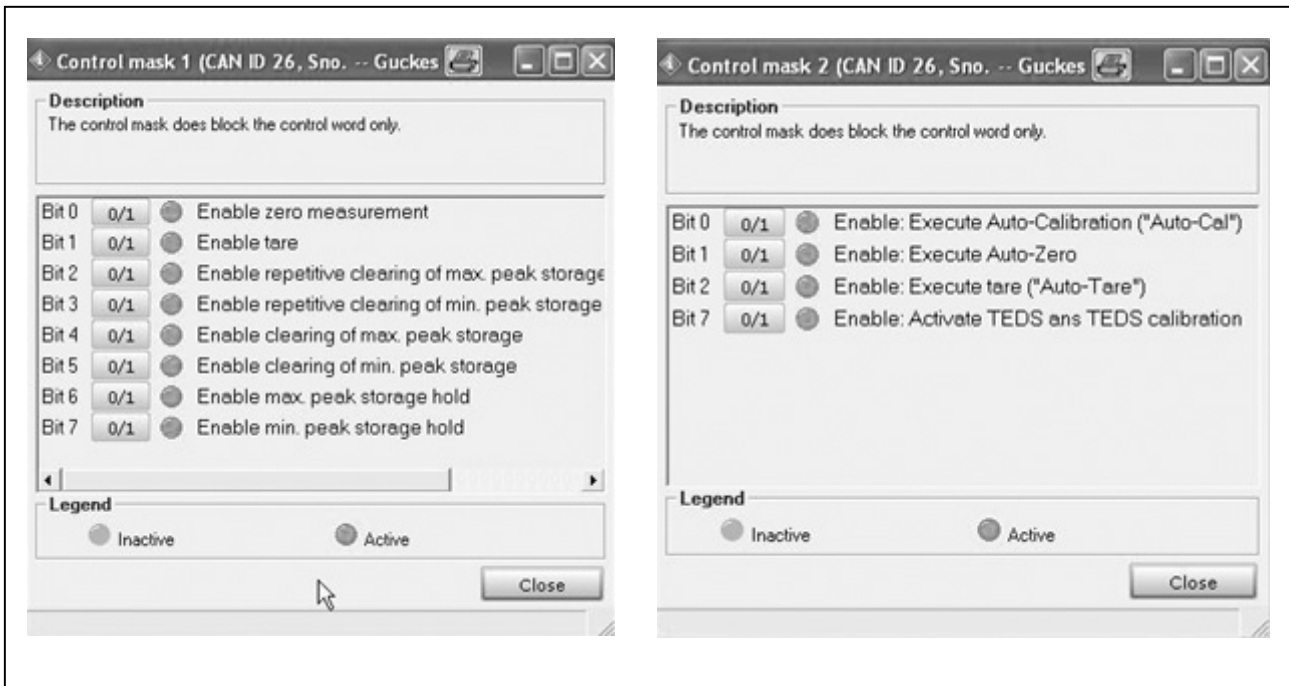 Control mask 1 (CAN ID 26, Sno. -- Guckes
Description
The control mask does block the control word only.
Bit 0 0/1 Enable zero measurement
Bit 1 0/1 Enable tare
Bit 2 0/1 Enable repetitive clearing of max. peak storage
Bit 3 0/1 Enable repetitive clearing of min. peak storage
Bit 4 0/1 Enable clearing of max. peak storage
Bit 5 0/1 Enable clearing of min. peak storage
Bit 6 0/1 Enable max. peak storage hold
Bit 7 0/1 Enable min. peak storage hold
Legend
Inactive Active
Close
Control mask 2 (CAN ID 26, Sno. -- Guckes
Description
The control mask does block the control word only.
Bit 0 0/1 Enable: Execute Auto-Calibration ("Auto-Cal")
Bit 1 0/1 Enable: Execute Auto-Zero
Bit 2 0/1 Enable: Execute tare ("Auto-Tare")
Bit 7 0/1 Enable: Activate TEDS ans TEDS calibration
Legend
Inactive Active
Close